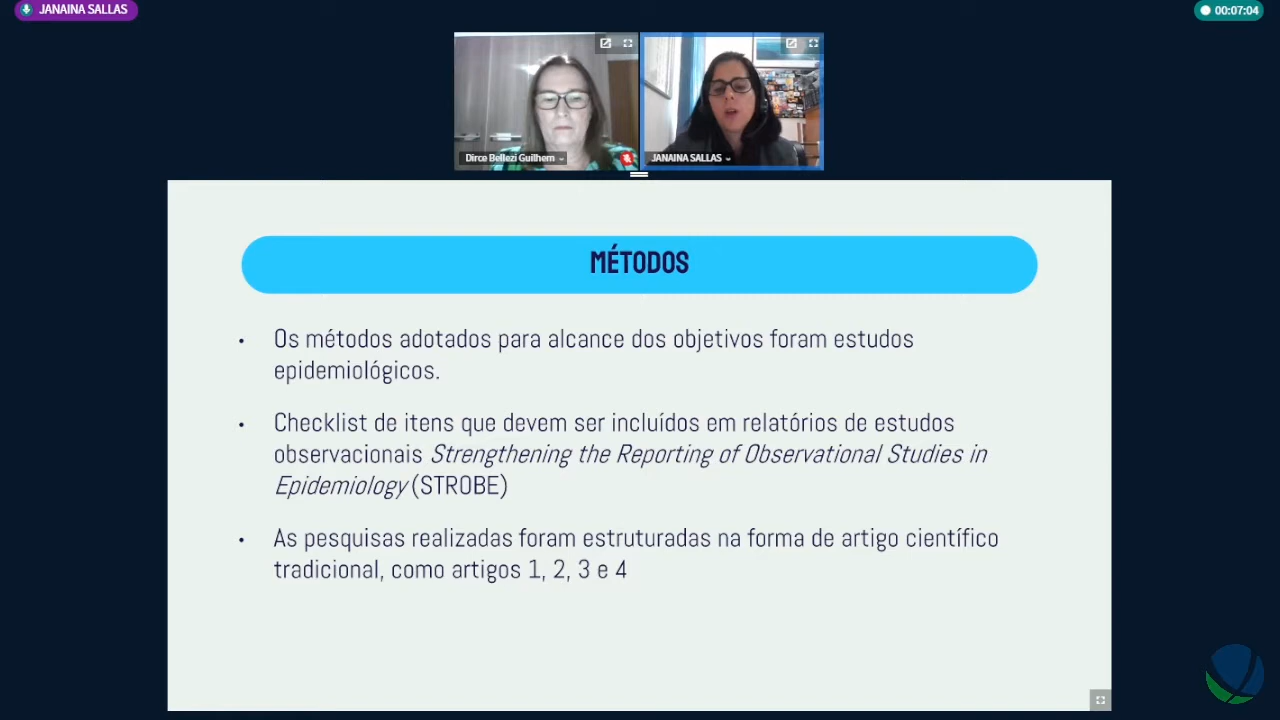 JANAINA SALLAS
00:07:04
Dirce Bellezi Guilhem
JANAINA SALLAS
MÉTODOS
• Os métodos adotados para alcance dos objetivos foram estudos
epidemiológicos.
• Checklist de itens que devem ser incluídos em relatórios de estudos
observacionais Strengthening the Reporting of Observational Studies in
Epidemiology (STROBE)
• As pesquisas realizadas foram estruturadas na forma de artigo científico
tradicional, como artigos 1, 2, 3 e 4